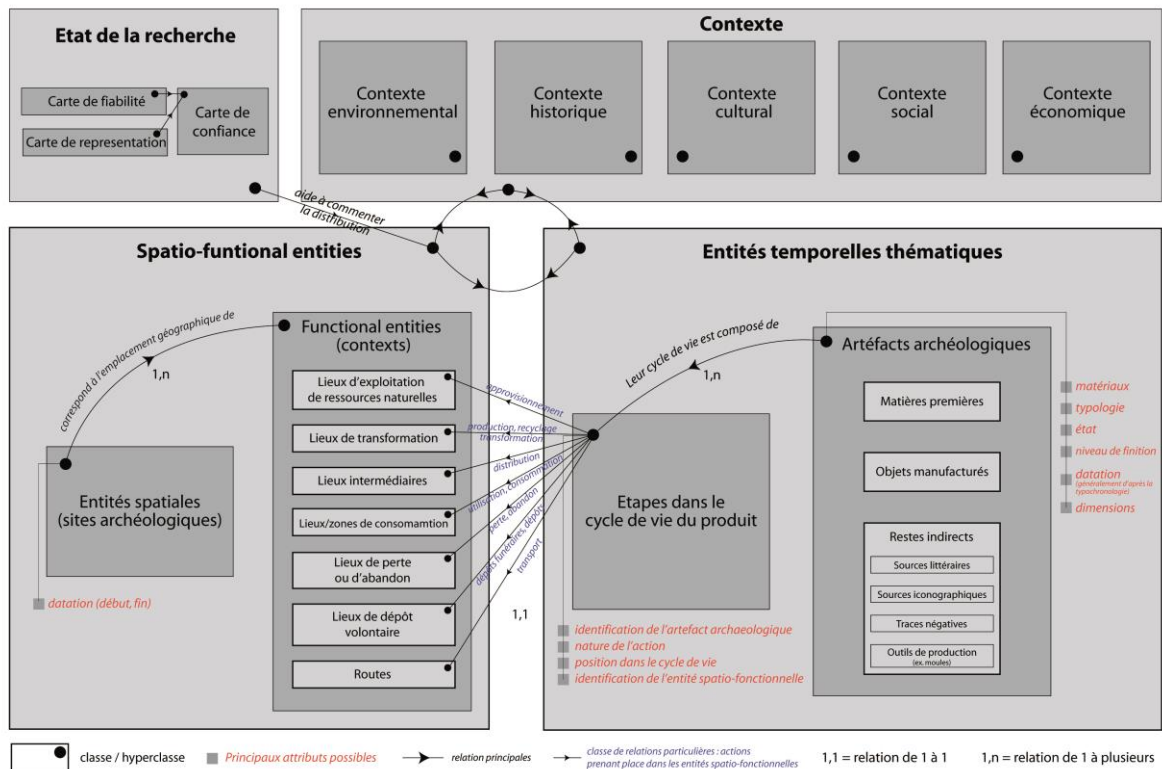 Etat de la recherche
Carte de fiabilité
Carte de representation
Carte de
confiance
Contexte
Contexte
environnemental
Contexte
historique
Contexte
cultural
Contexte
social
Contexte
économique
aide à commenter
la distribution
Spatio-funtional entities
correspond à l'emplacement géographique de
1,n
Entités spatiales
(sites archéologiques)
datation (début, fin)
Functional entities
(contexts)
Lieux d'exploitation
de ressources naturelles
Lieux de transformation
Lieux intermédiaires
Lieux/zones de consomamtion
Lieux de perte
ou d'abandon
Lieux de dépôt
volontaire
Routes
approvisionnement
production, recyclage
transformation
distribution
utilisation, consommation
perte, abandon
dépôts funéraires, dépôts
transport
1,1
Entités temporelles thématiques
Leur cycle de vie est composé de
1,n
Etapes dans le
cycle de vie du produit
identification de l'artefact archaeologique
nature de l'action
position dans le cycle de vie
identification de l'entité spatio-fonctionnelle
Artéfacts archéologiques
Matières premières
Objets manufacturés
Restes indirects
Sources littéraires
Sources iconographiques
Traces négatives
Outils de production
(ex. moules)
matériaux
typologie
état
niveau de finition
datation
(généralement d'après la
typochronologie)
dimensions
classe / hyperclasse
Principaux attributs possibles
relation principales
classe de relations particulières : actions
prenant place dans les entités spatio-fonctionnelles
1,1 = relation de 1 à 1
1,n = relation de 1 à plusieurs